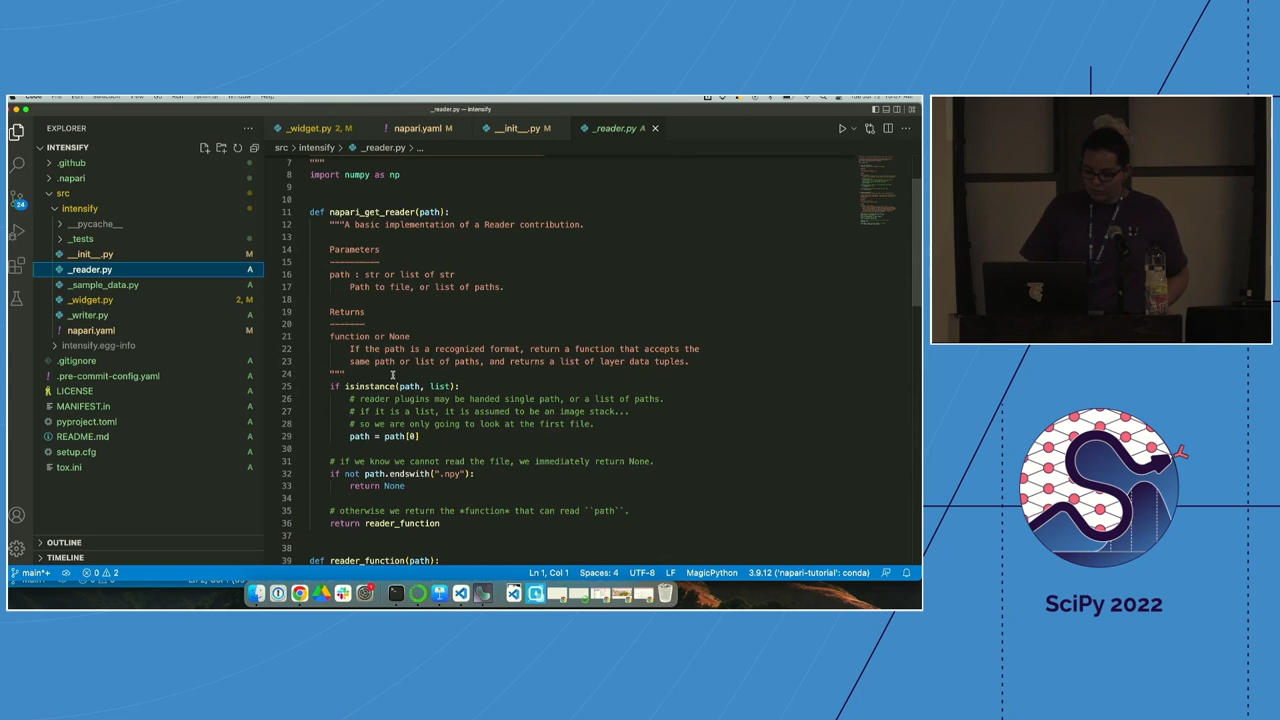 _reader.py — intensify
EXPLORER
INTENSIFY
.github
.napari
src
intensify
__pycache__
_tests
__init__.py M
_reader.py A
_sample_data.py A
_widget.py 2, M
_writer.py A
napari.yaml M
intensify.egg-info
.gitignore A
.pre-commit-config.yaml A
LICENSE A
MANIFEST.in A
pyproject.toml A
README.md A
setup.cfg A
tox.ini A
OUTLINE
TIMELINE
24
_widget.py 2, M
napari.yaml M
__init__.py M
_reader.py A
src > intensify > _reader.py > ...
7 """
8 import numpy as np
9
10
11 def napari_get_reader(path):
12 """A basic implementation of a Reader contribution.
13
14 Parameters
15 ----------
16 path : str or list of str
17 Path to file, or list of paths.
18
19 Returns
20 -------
21 function or None
22 If the path is a recognized format, return a function that accepts the
23 same path or list of paths, and returns a list of layer data tuples.
24 """
25 if isinstance(path, list):
26 # reader plugins may be handed single path, or a list of paths.
27 # if it is a list, it is assumed to be an image stack...
28 # so we are only going to look at the first file.
29 path = path[0]
30
31 # if we know we cannot read the file, we immediately return None.
32 if not path.endswith(".npy"):
33 return None
34
35 # otherwise we return the *function* that can read ``path``.
36 return reader_function
37
38
39 def reader_function(path):
main*+ 0 2
Ln 1, Col 1 Spaces: 4 UTF-8 LF MagicPython 3.9.12 ('napari-tutorial': conda)
SciPy 2022